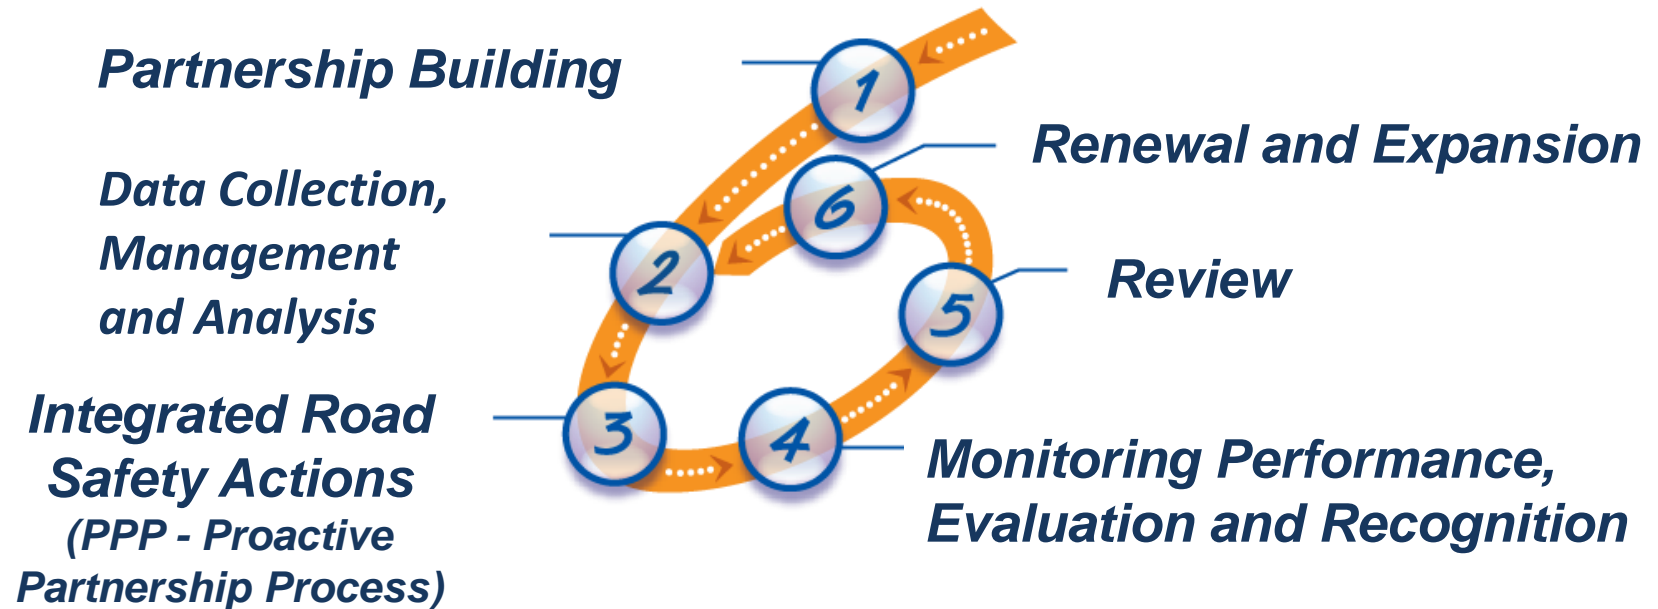 Partnership Building
1
Data Collection,
Management
and Analysis
2
Integrated Road
Safety Actions
(PPP - Proactive
Partnership Process)
3
4
Monitoring Performance,
Evaluation and Recognition
5
Review
6
Renewal and Expansion